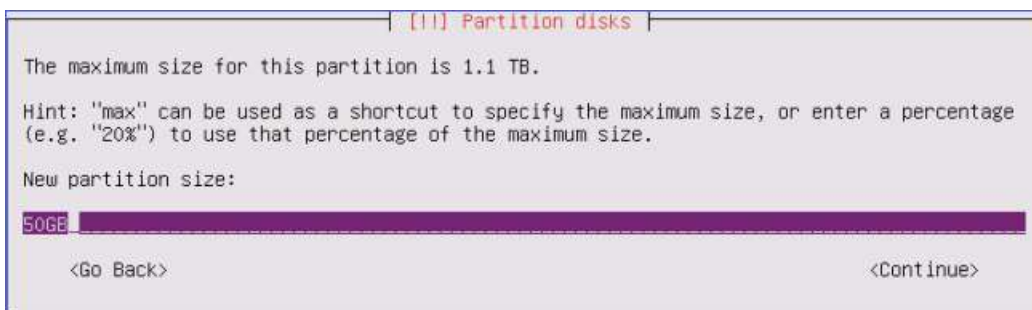 [!!] Partition disks
The maximum size for this partition is 1.1 TB.
Hint: "max" can be used as a shortcut to specify the maximum size, or enter a percentage
(e.g. "20%") to use that percentage of the maximum size.
New partition size:
50GB
<Go Back> <Continue>